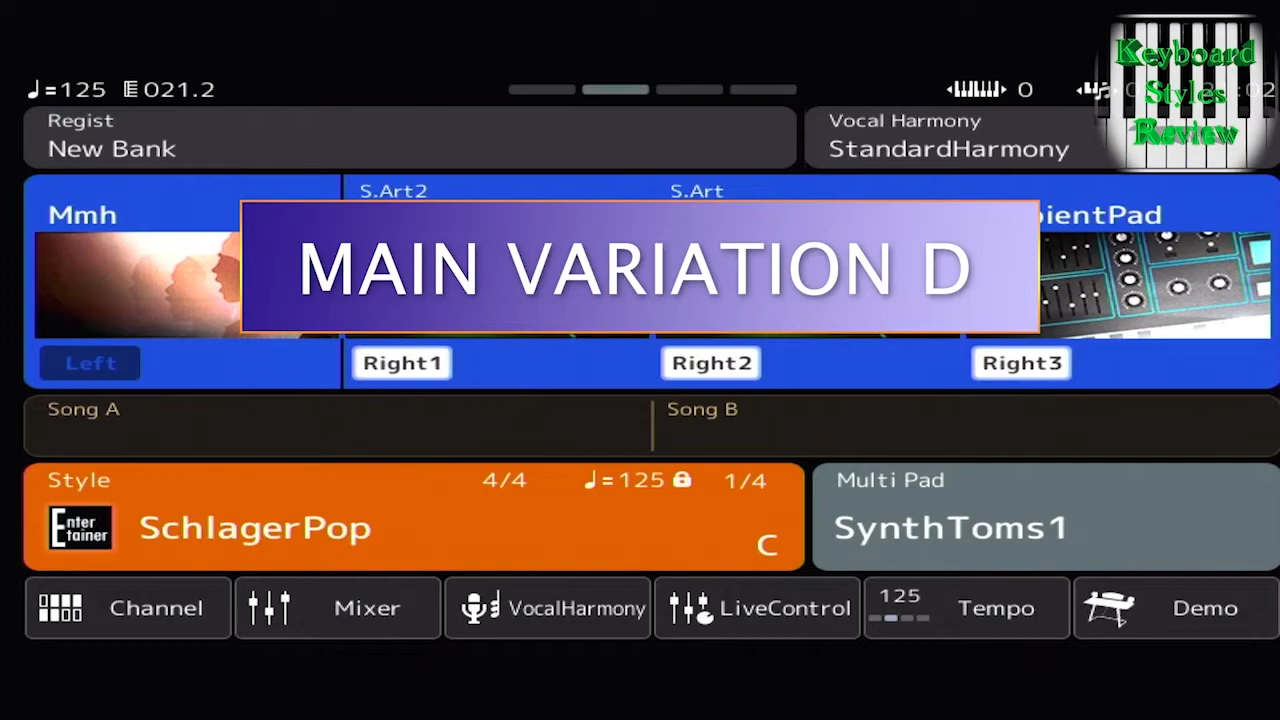 Keyboard
Styles
Review
♩=125 021.2
0
Regist
New Bank
Vocal Harmony
StandardHarmony
S.Art2
S.Art
Mmh
MAIN VARIATION D
Left
Right1
Right2
Right3
Song A
Song B
Style
4/4
♩=125
1/4
Enter
tainer
SchlagerPop
C
Multi Pad
SynthToms1
Channel
Mixer
VocalHarmony
LiveControl
125
Tempo
Demo